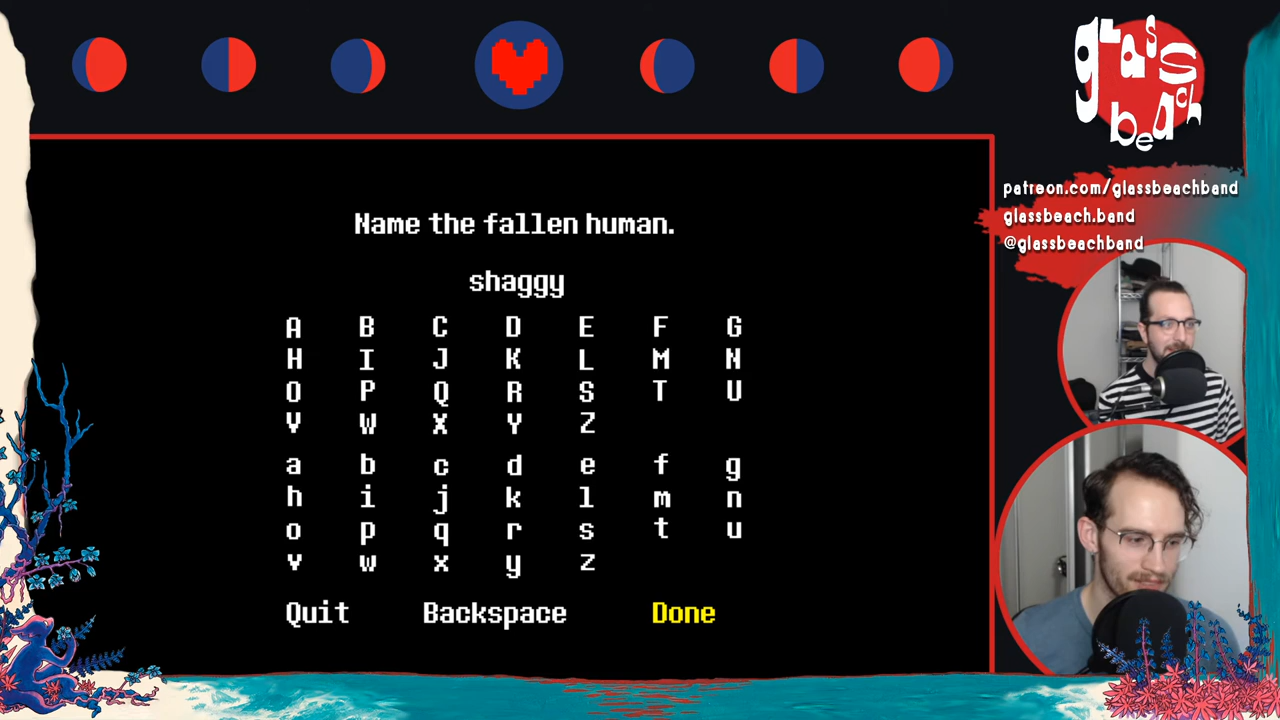 glass
beach
patreon.com/glassbeachband
glassbeach.band
@glassbeachband
Name the fallen human.
shaggy
A B C D E F G
H I J K L M N
O P Q R S T U
V W X Y Z
a b c d e f g
h i j k l m n
o p q r s t u
v w x y z
Quit Backspace Done